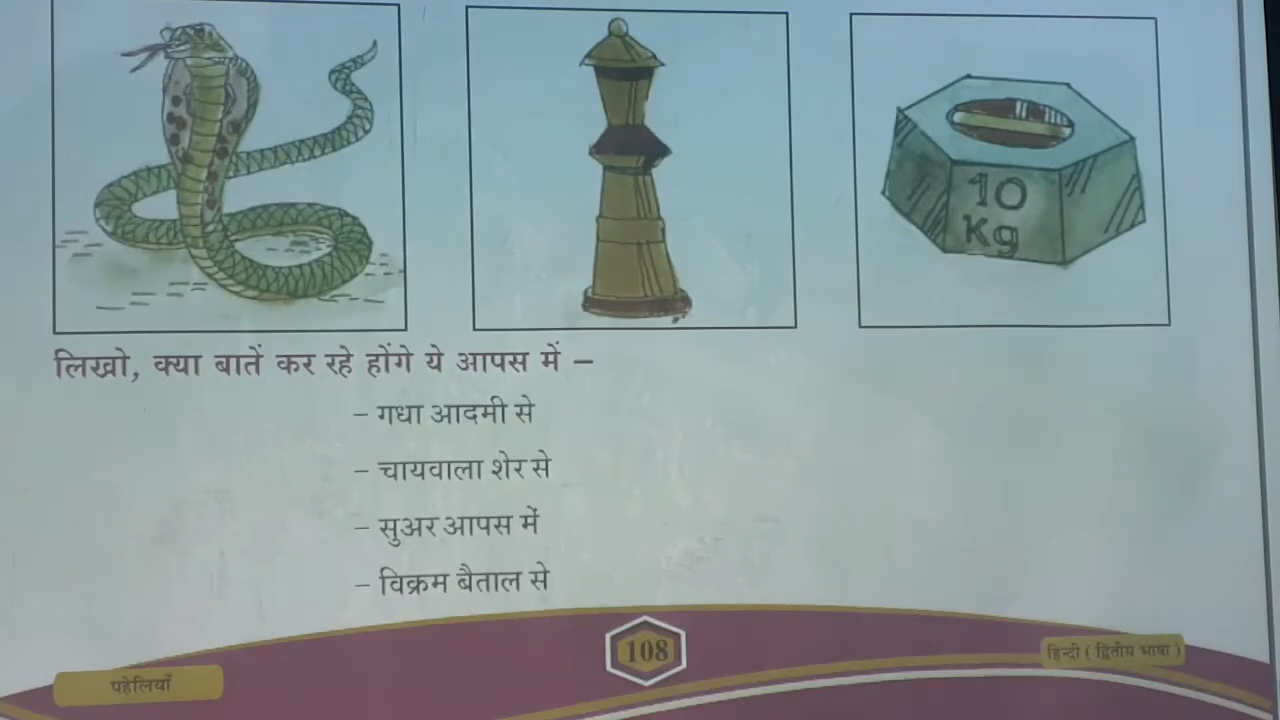 10
Kg
लिखो, क्या बातें कर रहे होंगे ये आपस में –
– गधा आदमी से
– चायवाला शेर से
– सुअर आपस में
– विक्रम बैताल से
108
हिन्दी ( द्वितीय भाषा )
पहेलियाँ